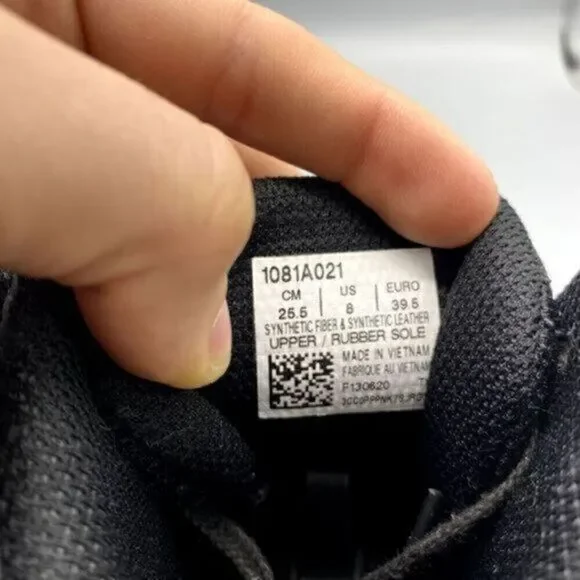 1081A021
CM | US | EURO
25.5 | 8 | 39.5
SYNTHETIC FIBER & SYNTHETIC LEATHER
UPPER / RUBBER SOLE
MADE IN VIETNAM
FABRIQUE AU VIETNAM
F130620